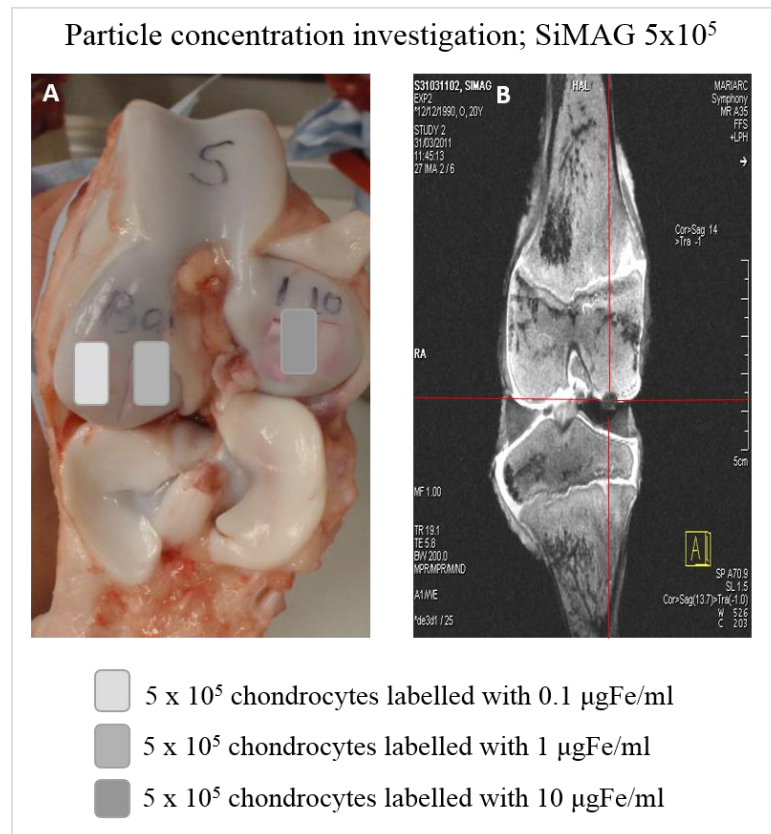 Particle concentration investigation; SiMAG 5x10⁵
A
5
1 10
S31031102, SIMAG
EXP2
*12/12/1990, O, 20Y
STUDY 2
31/03/2011
11:45:13
27 IMA 2 / 6
B
HAL
MARIARC
Symphony
MR A35
FFS
+LPH
Cor>Sag 14
>Tra -1
RA
5cm
MF 1.00
TR 19.1
TE 5.8
BW 200.0
MPR/MPR/M/ND
A1/WE
*de3d1 / 25
A
SP A70.9
SL 1.5
Cor>Sag(13.7)>Tra(-1.0)
W 526
C 203
5 x 10⁵ chondrocytes labelled with 0.1 µgFe/ml
5 x 10⁵ chondrocytes labelled with 1 µgFe/ml
5 x 10⁵ chondrocytes labelled with 10 µgFe/ml